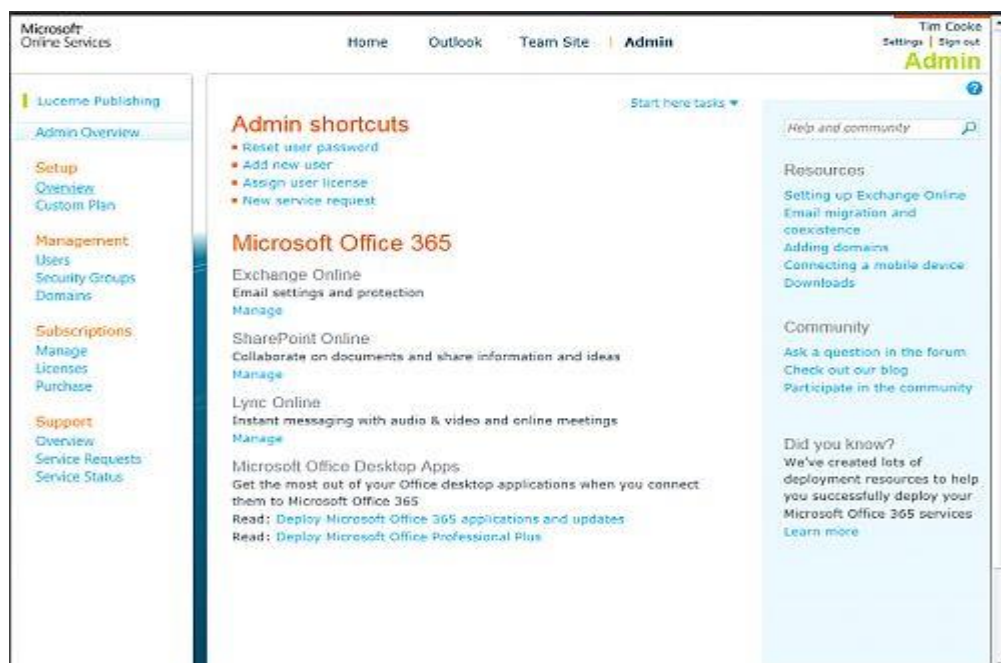 Microsoft
Online Services
Home Outlook Team Site | Admin
Tim Cooke
Settings | Sign out
Admin
Lucerne Publishing
Admin Overview
Setup
Overview
Custom Plan
Management
Users
Security Groups
Domains
Subscriptions
Manage
Licenses
Purchase
Support
Overview
Service Requests
Service Status
Start here tasks
Admin shortcuts
Reset user password
Add new user
Assign user license
New service request
Microsoft Office 365
Exchange Online
Email settings and protection
Manage
SharePoint Online
Collaborate on documents and share information and ideas
Manage
Lync Online
Instant messaging with audio & video and online meetings
Manage
Microsoft Office Desktop Apps
Get the most out of your Office desktop applications when you connect
them to Microsoft Office 365
Read: Deploy Microsoft Office 365 applications and updates
Read: Deploy Microsoft Office Professional Plus
?
Help and community
Resources
Setting up Exchange Online
Email migration and
coexistence
Adding domains
Connecting a mobile device
Downloads
Community
Ask a question in the forum
Check out our blog
Participate in the community
Did you know?
We've created lots of
deployment resources to help
you successfully deploy your
Microsoft Office 365 services
Learn more